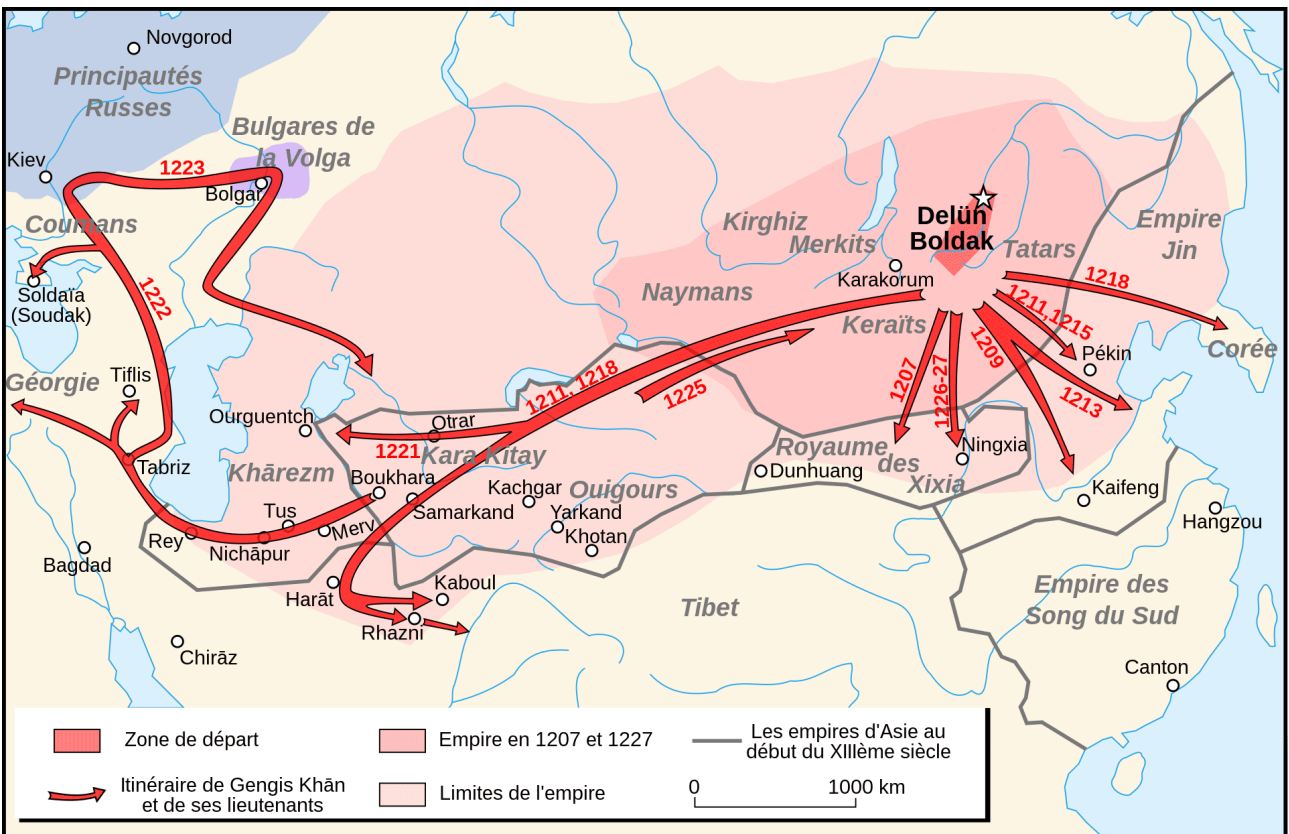 Novgorod
Principautés
Russes
Bulgares de
la Volga
Kiev
1223
Bolgar
Coumans
Kirghiz
Delün
Boldak
Empire
Jin
Merkits
Tatars
Karakorum
1218
Soldaïa
(Soudak)
1222
Naymans
1211,1215
Keraïts
Corée
Pékin
1209
Tiflis
Géorgie
1207
1226-27
1211, 1218
1225
1213
Ourguentch
Otrar
1221
Kara Kitay
Royaume
des
Xixia
Ningxia
Tabriz
Khārezm
Boukhara
Dunhuang
Kachgar
Ouigours
Kaifeng
Samarkand
Yarkand
Tus
Merv
Khotan
Hangzou
Rey
Nichāpur
Bagdad
Harāt
Kaboul
Tibet
Empire des
Song du Sud
Rhazni
Chirāz
Canton
Zone de départ
Empire en 1207 et 1227
Les empires d'Asie au
début du XIIIème siècle
Itinéraire de Gengis Khān
et de ses lieutenants
Limites de l'empire
0
1000 km